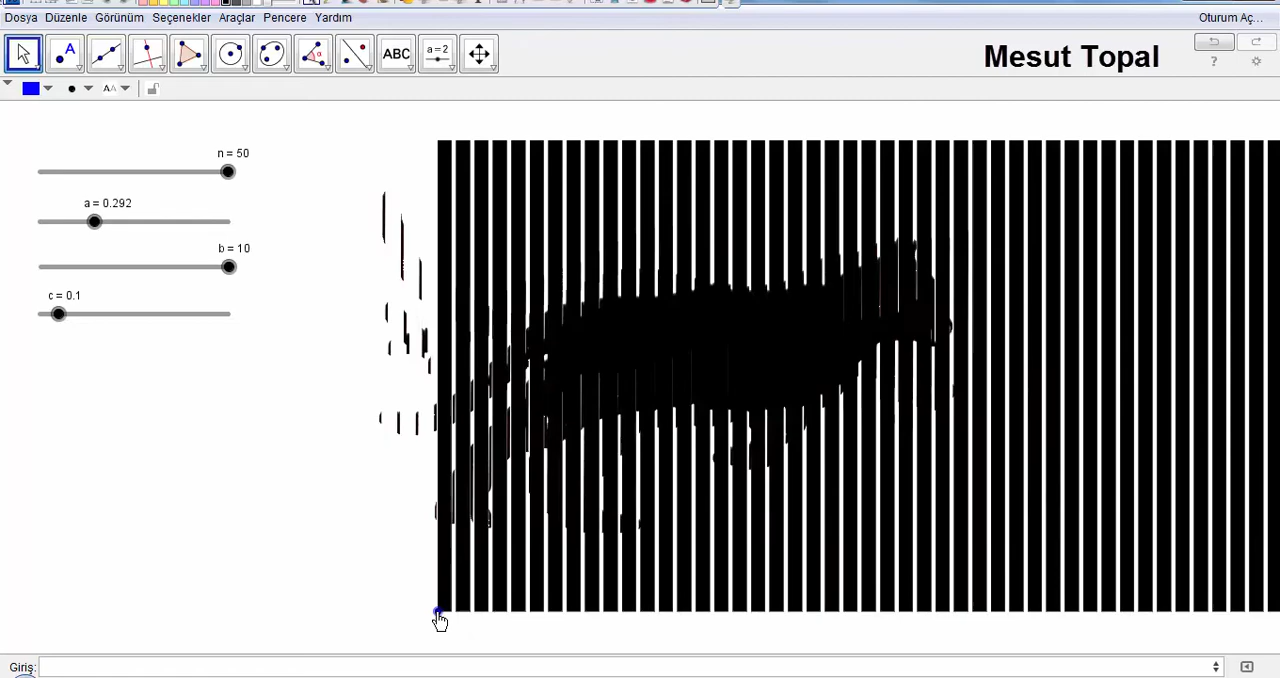 Dosya Düzenle Görünüm Seçenekler Araçlar Pencere Yardım Oturum Aç...
ABC a=2 Mesut Topal ?
AA
n = 50
a = 0.292
b = 10
c = 0.1
Giriş: